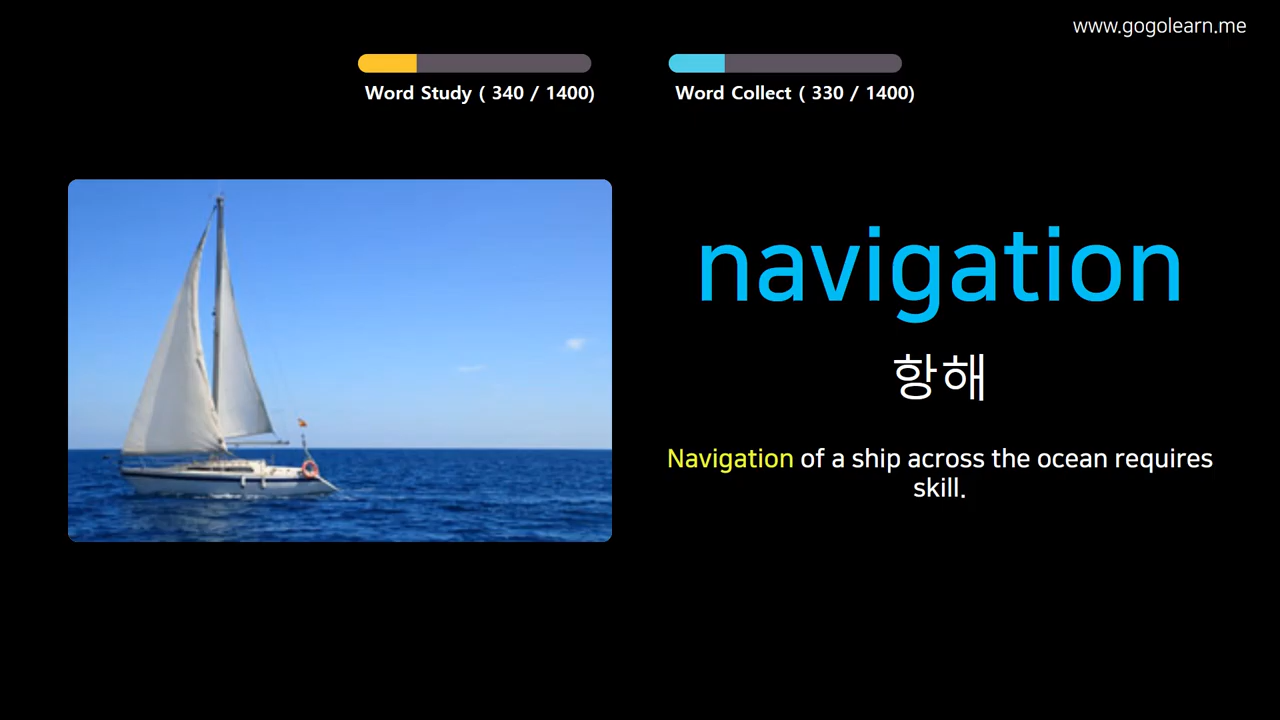 www.gogolearn.me
Word Study ( 340 / 1400)
Word Collect ( 330 / 1400)
navigation
항해
Navigation of a ship across the ocean requires
skill.